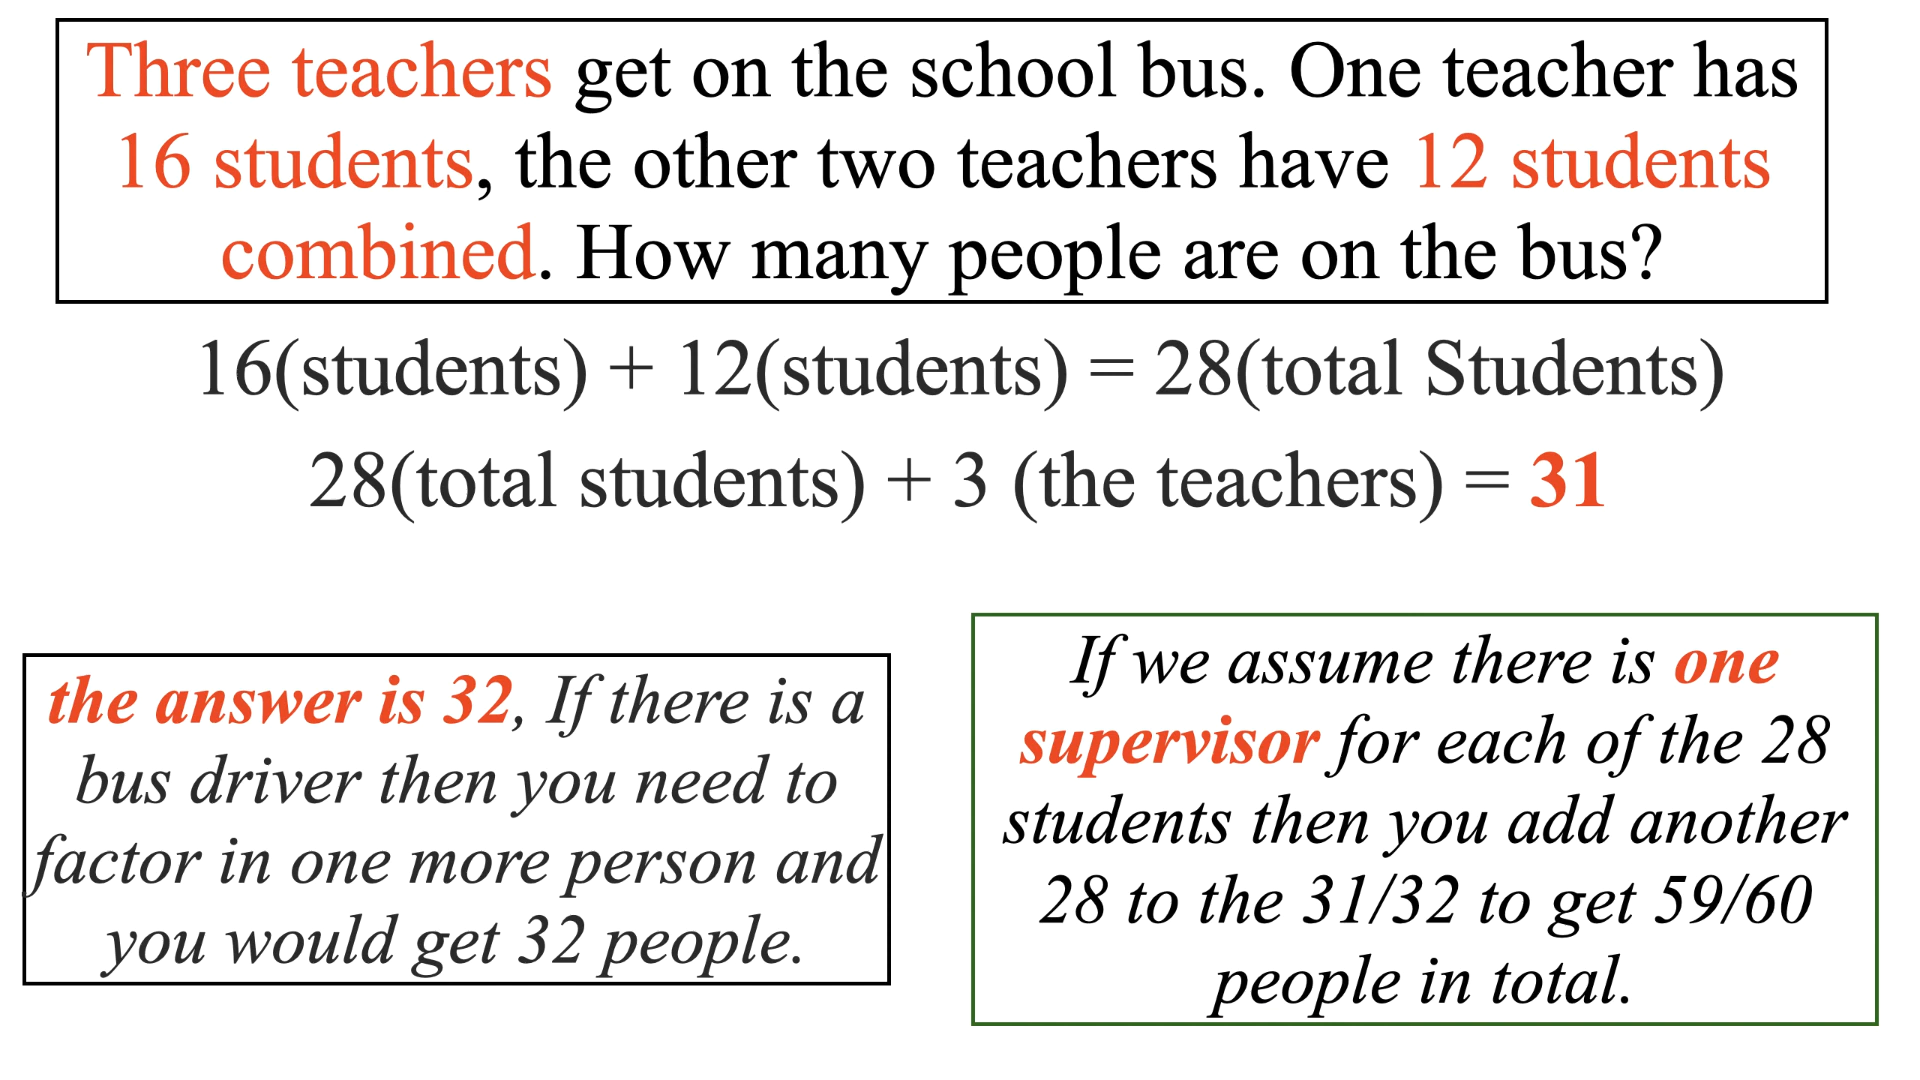 Three teachers get on the school bus. One teacher has
16 students, the other two teachers have 12 students
combined. How many people are on the bus?
16(students) + 12(students) = 28(total Students)
28(total students) + 3 (the teachers) = 31
the answer is 32, If there is a
bus driver then you need to
factor in one more person and
you would get 32 people.
If we assume there is one
supervisor for each of the 28
students then you add another
28 to the 31/32 to get 59/60
people in total.